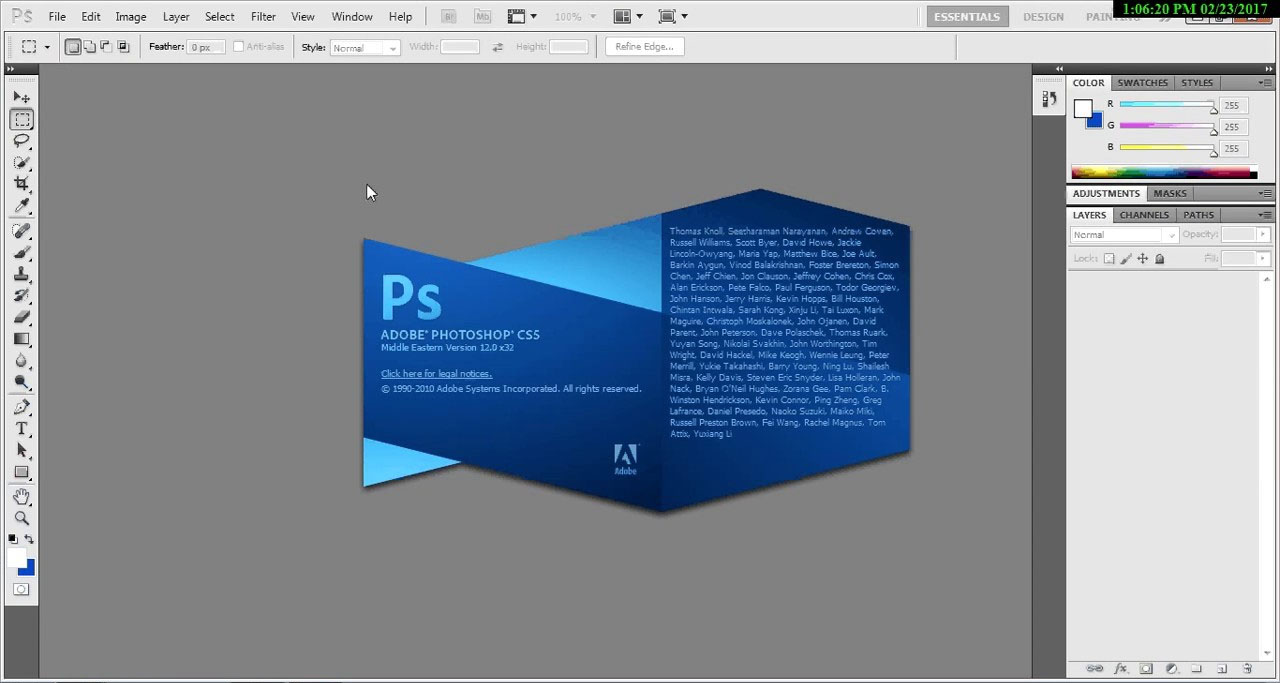 Ps File Edit Image Layer Select Filter View Window Help Br Mb 100% ESSENTIALS DESIGN 1:06:20 PM 02/23/2017
Feather: 0 px Anti-alias Style: Normal Width: Height: Refine Edge...
COLOR SWATCHES STYLES
R 255
G 255
B 255
ADJUSTMENTS MASKS
LAYERS CHANNELS PATHS
Normal Opacity:
Lock: Fill:
Ps
ADOBE® PHOTOSHOP® CS5
Middle Eastern Version 12.0 x32
Click here for legal notices.
© 1990-2010 Adobe Systems Incorporated. All rights reserved.
Adobe
Thomas Knoll, Seetharaman Narayanan, Andrew Coven,
Russell Williams, Scott Byer, David Howe, Jackie
Lincoln-Owyang, Maria Yap, Matthew Bice, Joe Ault,
Barkin Aygun, Vinod Balakrishnan, Foster Brereton, Simon
Chen, Jeff Chien, Jon Clauson, Jeffrey Cohen, Chris Cox,
Alan Erickson, Pete Falco, Paul Ferguson, Todor Georgiev,
John Hanson, Jerry Harris, Kevin Hopps, Bill Houston,
Chintan Intwala, Sarah Kong, Xinju Li, Tai Luxon, Mark
Maguire, Christoph Moskalonek, John Ojanen, David
Parent, John Peterson, Dave Polaschek, Thomas Ruark,
Yuyan Song, Nikolai Svakhin, John Worthington, Tim
Wright, David Hackel, Mike Keogh, Wennie Leung, Peter
Merrill, Yukie Takahashi, Barry Young, Ning Lu, Shailesh
Misra, Kelly Davis, Steven Eric Snyder, Lisa Holleran, John
Nack, Bryan O'Neil Hughes, Zorana Gee, Pam Clark, B.
Winston Hendrickson, Kevin Connor, Ping Zheng, Greg
Lafrance, Daniel Presedo, Naoko Suzuki, Maiko Miki,
Russell Preston Brown, Fei Wang, Rachel Magnus, Tom
Attix, Yuxiang Li
fx